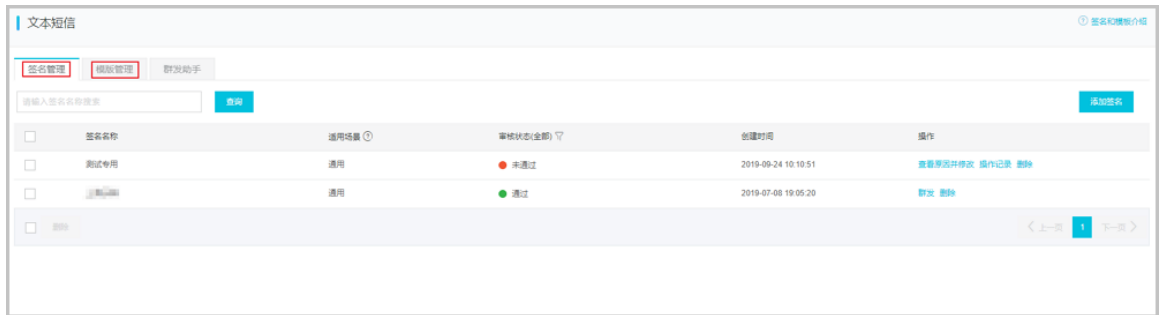 文本短信
签名和模板介绍
签名管理 模版管理 群发助手
请输入签名名称搜索 查询 添加签名
签名名称 适用场景 审核状态(全部) 创建时间 操作
测试专用 通用 未通过 2019-09-24 10:10:51 查看原因并修改 操作记录 删除
通用 通过 2019-07-08 19:05:20 群发 删除
删除 上一页 1 下一页